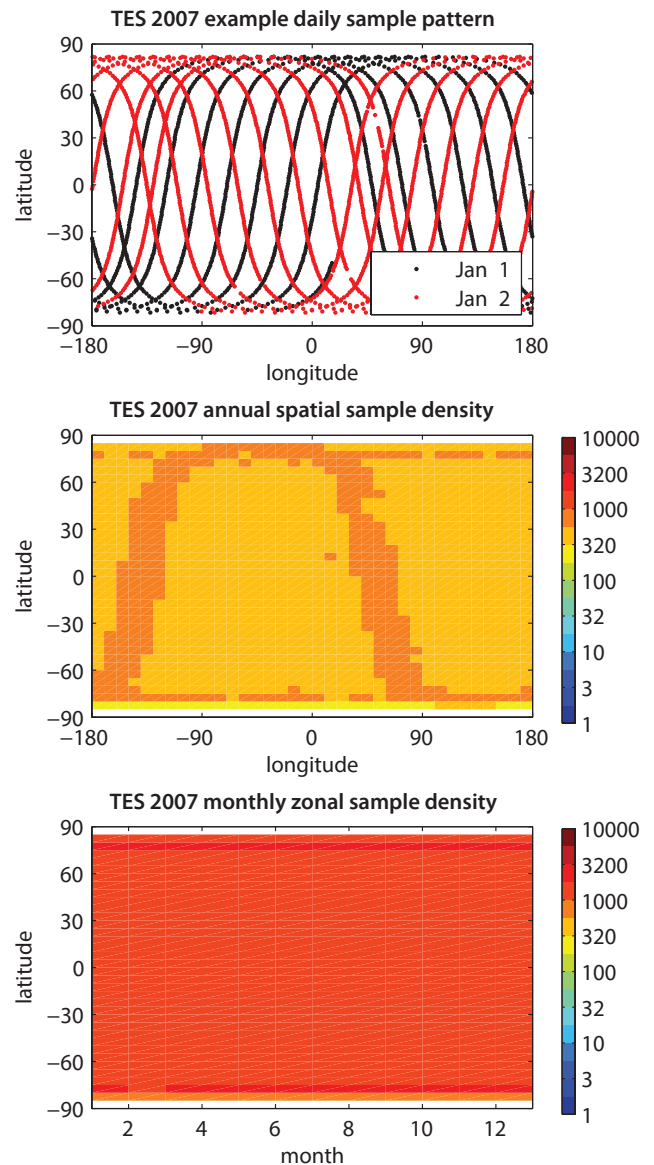 TES 2007 example daily sample pattern
90
60
30
0
−30
−60
−90
latitude
Jan 1
Jan 2
−180 −90 0 90 180
longitude
TES 2007 annual spatial sample density
90
60
30
0
−30
−60
−90
latitude
−180 −90 0 90 180
longitude
10000
3200
1000
320
100
32
10
3
1
TES 2007 monthly zonal sample density
90
60
30
0
−30
−60
−90
latitude
2 4 6 8 10 12
month
10000
3200
1000
320
100
32
10
3
1